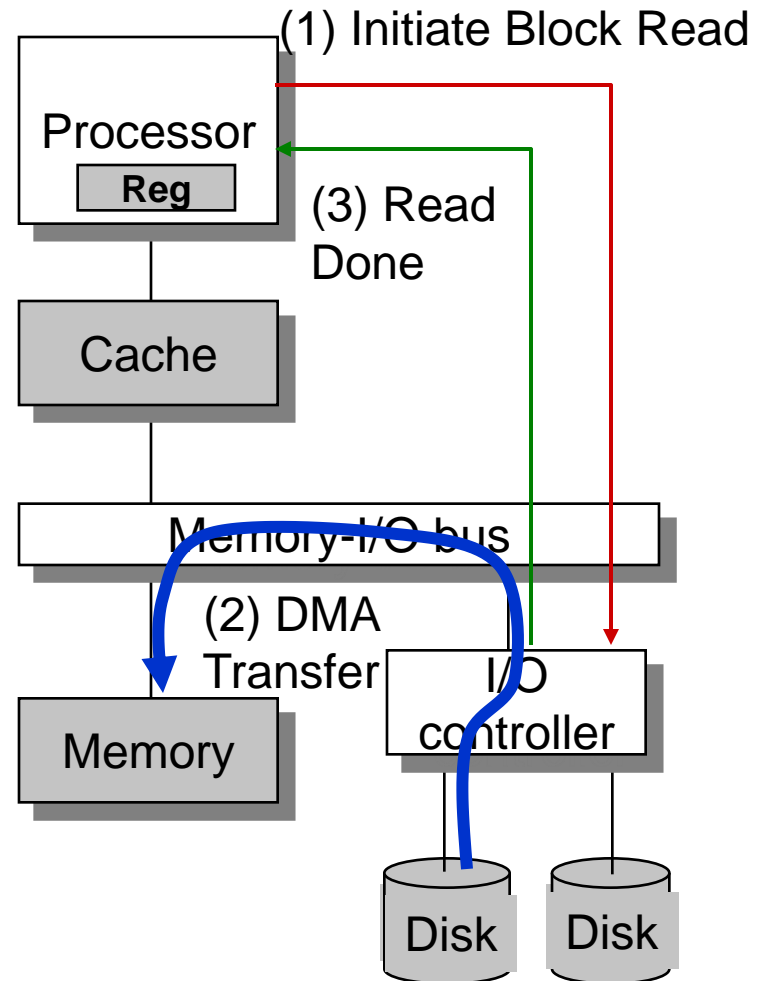 (1) Initiate Block Read
Processor
Reg
(3) Read
Done
Cache
Memory-I/O bus
(2) DMA
Transfer
I/O
controller
Memory
Disk
Disk